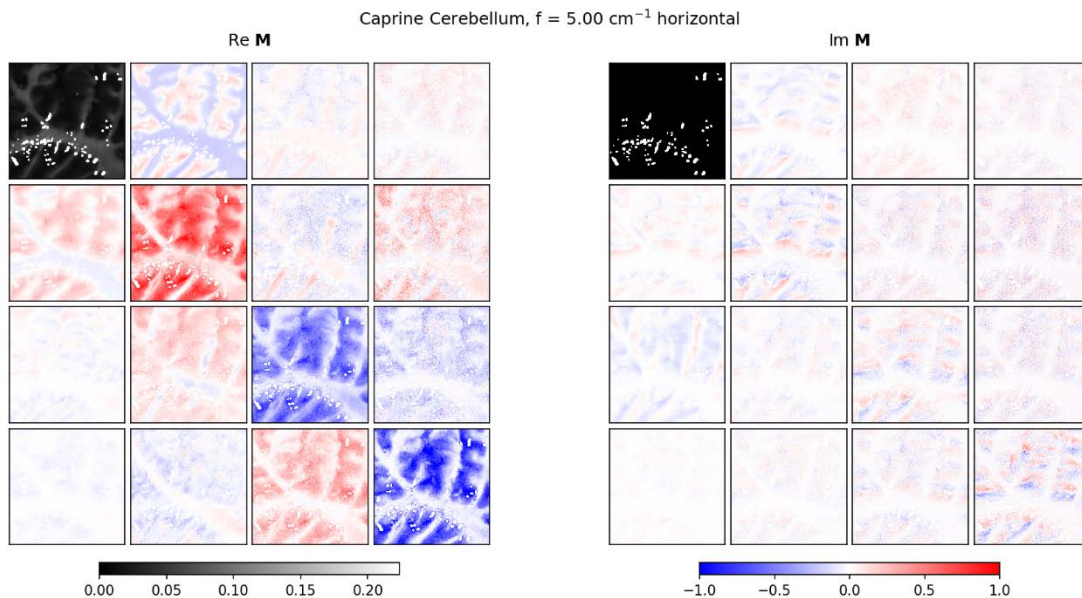 Caprine Cerebellum, f = 5.00 cm⁻¹ horizontal
Re M
Im M
0.00 0.05 0.10 0.15 0.20
−1.0 −0.5 0.0 0.5 1.0